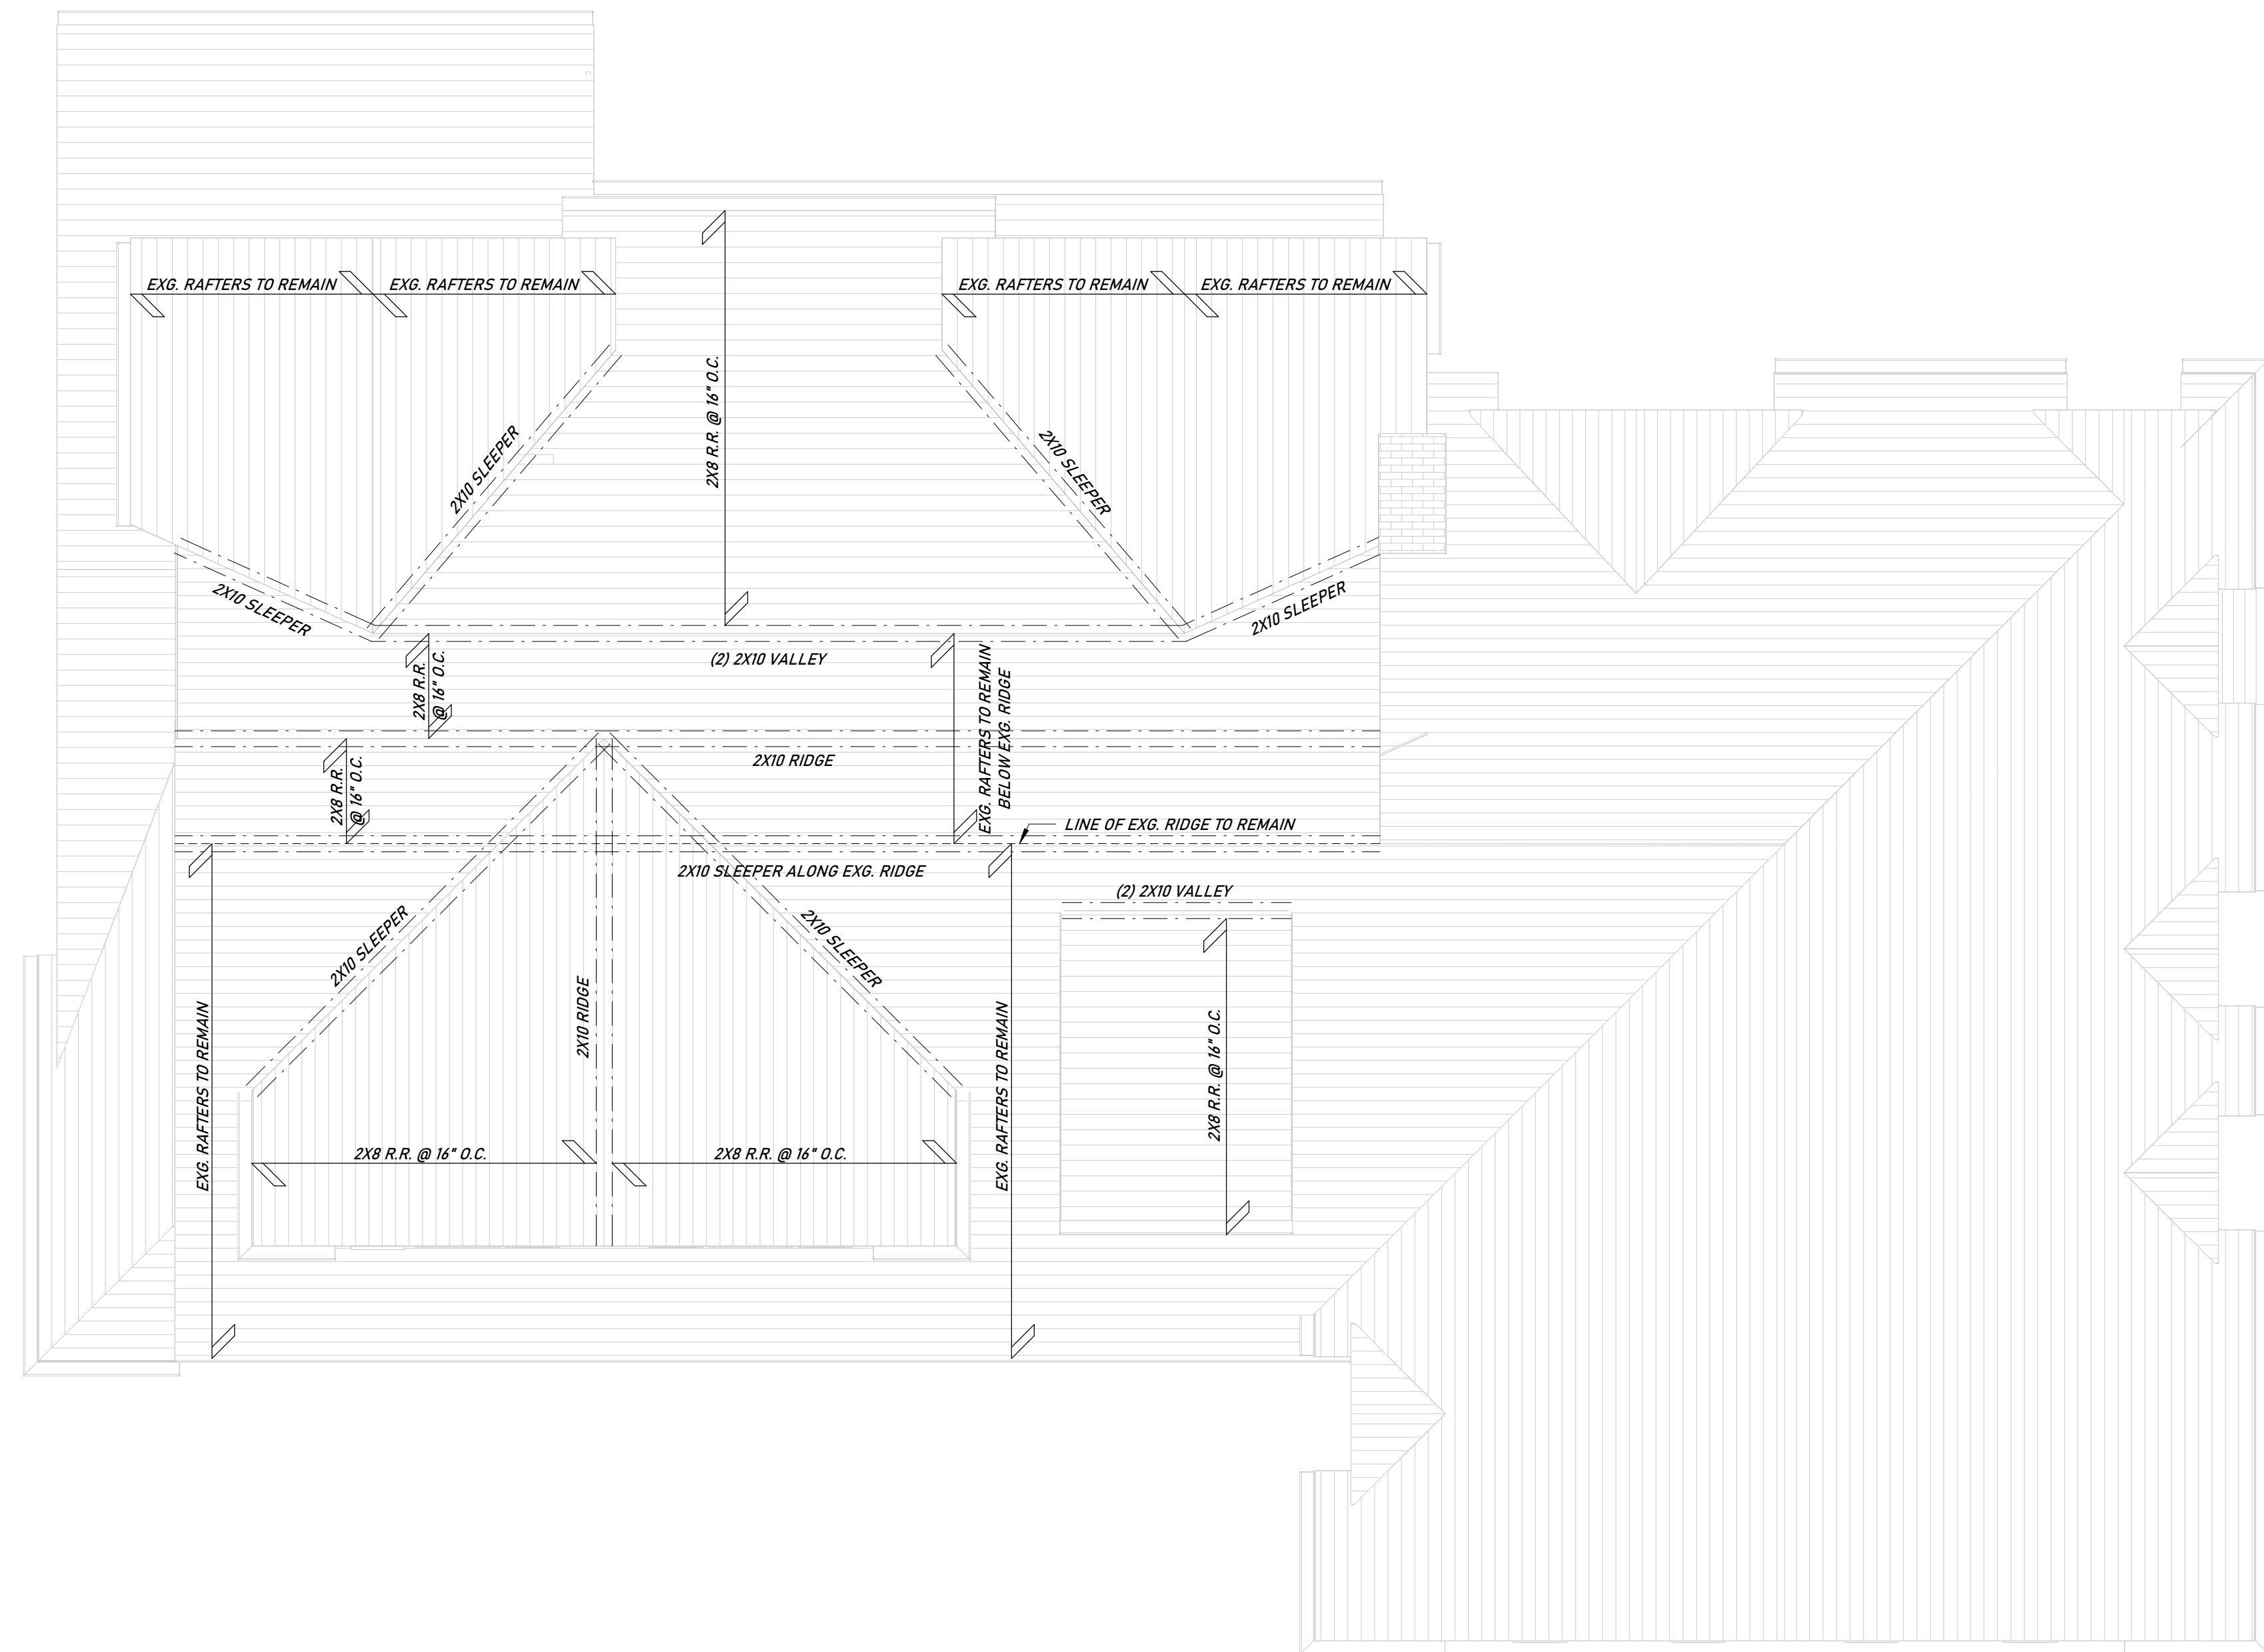 EXG. RAFTERS TO REMAIN
EXG. RAFTERS TO REMAIN
EXG. RAFTERS TO REMAIN
EXG. RAFTERS TO REMAIN
2X8 R.R. @ 16" O.C.
2X10 SLEEPER
2X10 SLEEPER
2X10 SLEEPER
2X10 SLEEPER
(2) 2X10 VALLEY
2X8 R.R.
@ 16" O.C.
EXG. RAFTERS TO REMAIN
BELOW EXG. RIDGE
2X10 RIDGE
2X8 R.R.
@ 16" O.C.
LINE OF EXG. RIDGE TO REMAIN
2X10 SLEEPER ALONG EXG. RIDGE
(2) 2X10 VALLEY
2X10 SLEEPER
2X10 SLEEPER
EXG. RAFTERS TO REMAIN
2X10 RIDGE
EXG. RAFTERS TO REMAIN
2X8 R.R. @ 16" O.C.
2X8 R.R. @ 16" O.C.
2X8 R.R. @ 16" O.C.